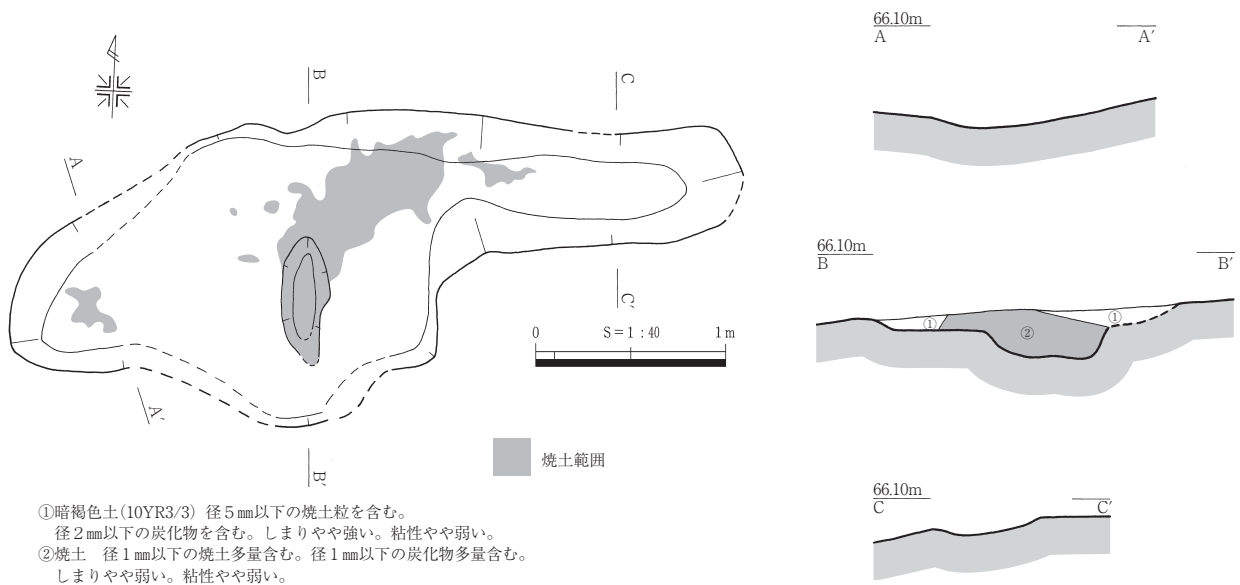 B
C
A
A'
B'
C'
0 S＝1：40 1 m
焼土範囲
①暗褐色土(10YR3/3) 径５㎜以下の焼土粒を含む。
径２㎜以下の炭化物を含む。しまりやや強い。粘性やや弱い。
②焼土 径１㎜以下の焼土多量含む。径１㎜以下の炭化物多量含む。
しまりやや弱い。粘性やや弱い。
66.10m
A A'
66.10m
B B'
① ② ①
66.10m
C C'